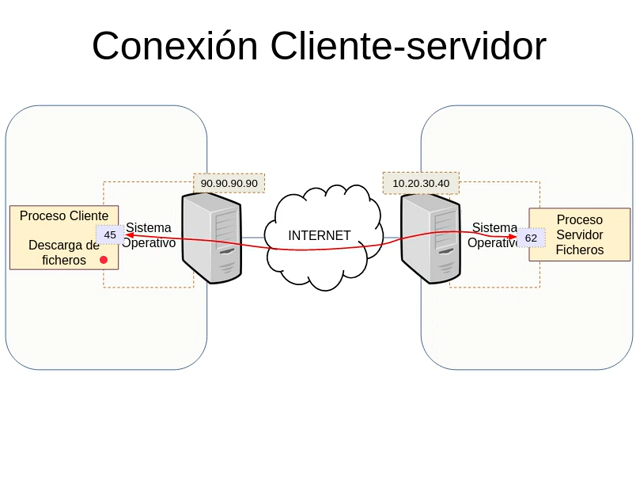 Conexión Cliente-servidor
90.90.90.90
10.20.30.40
Proceso Cliente
Descarga de
ficheros
45
Sistema
Operativo
INTERNET
Sistema
Operativo
62
Proceso
Servidor
Ficheros